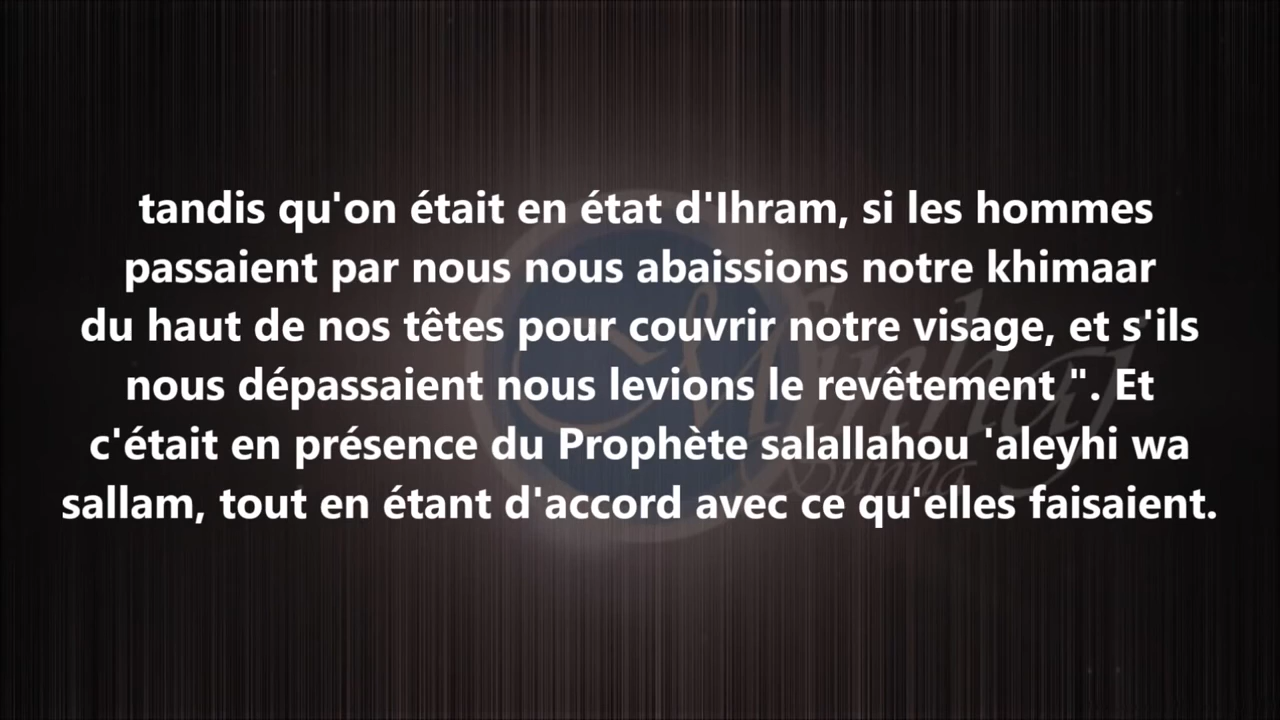 tandis qu'on était en état d'Ihram, si les hommes
passaient par nous nous abaissions notre khimaar
du haut de nos têtes pour couvrir notre visage, et s'ils
nous dépassaient nous levions le revêtement ". Et
c'était en présence du Prophète salallahou 'aleyhi wa
sallam, tout en étant d'accord avec ce qu'elles faisaient.
Minhaj
Sunna